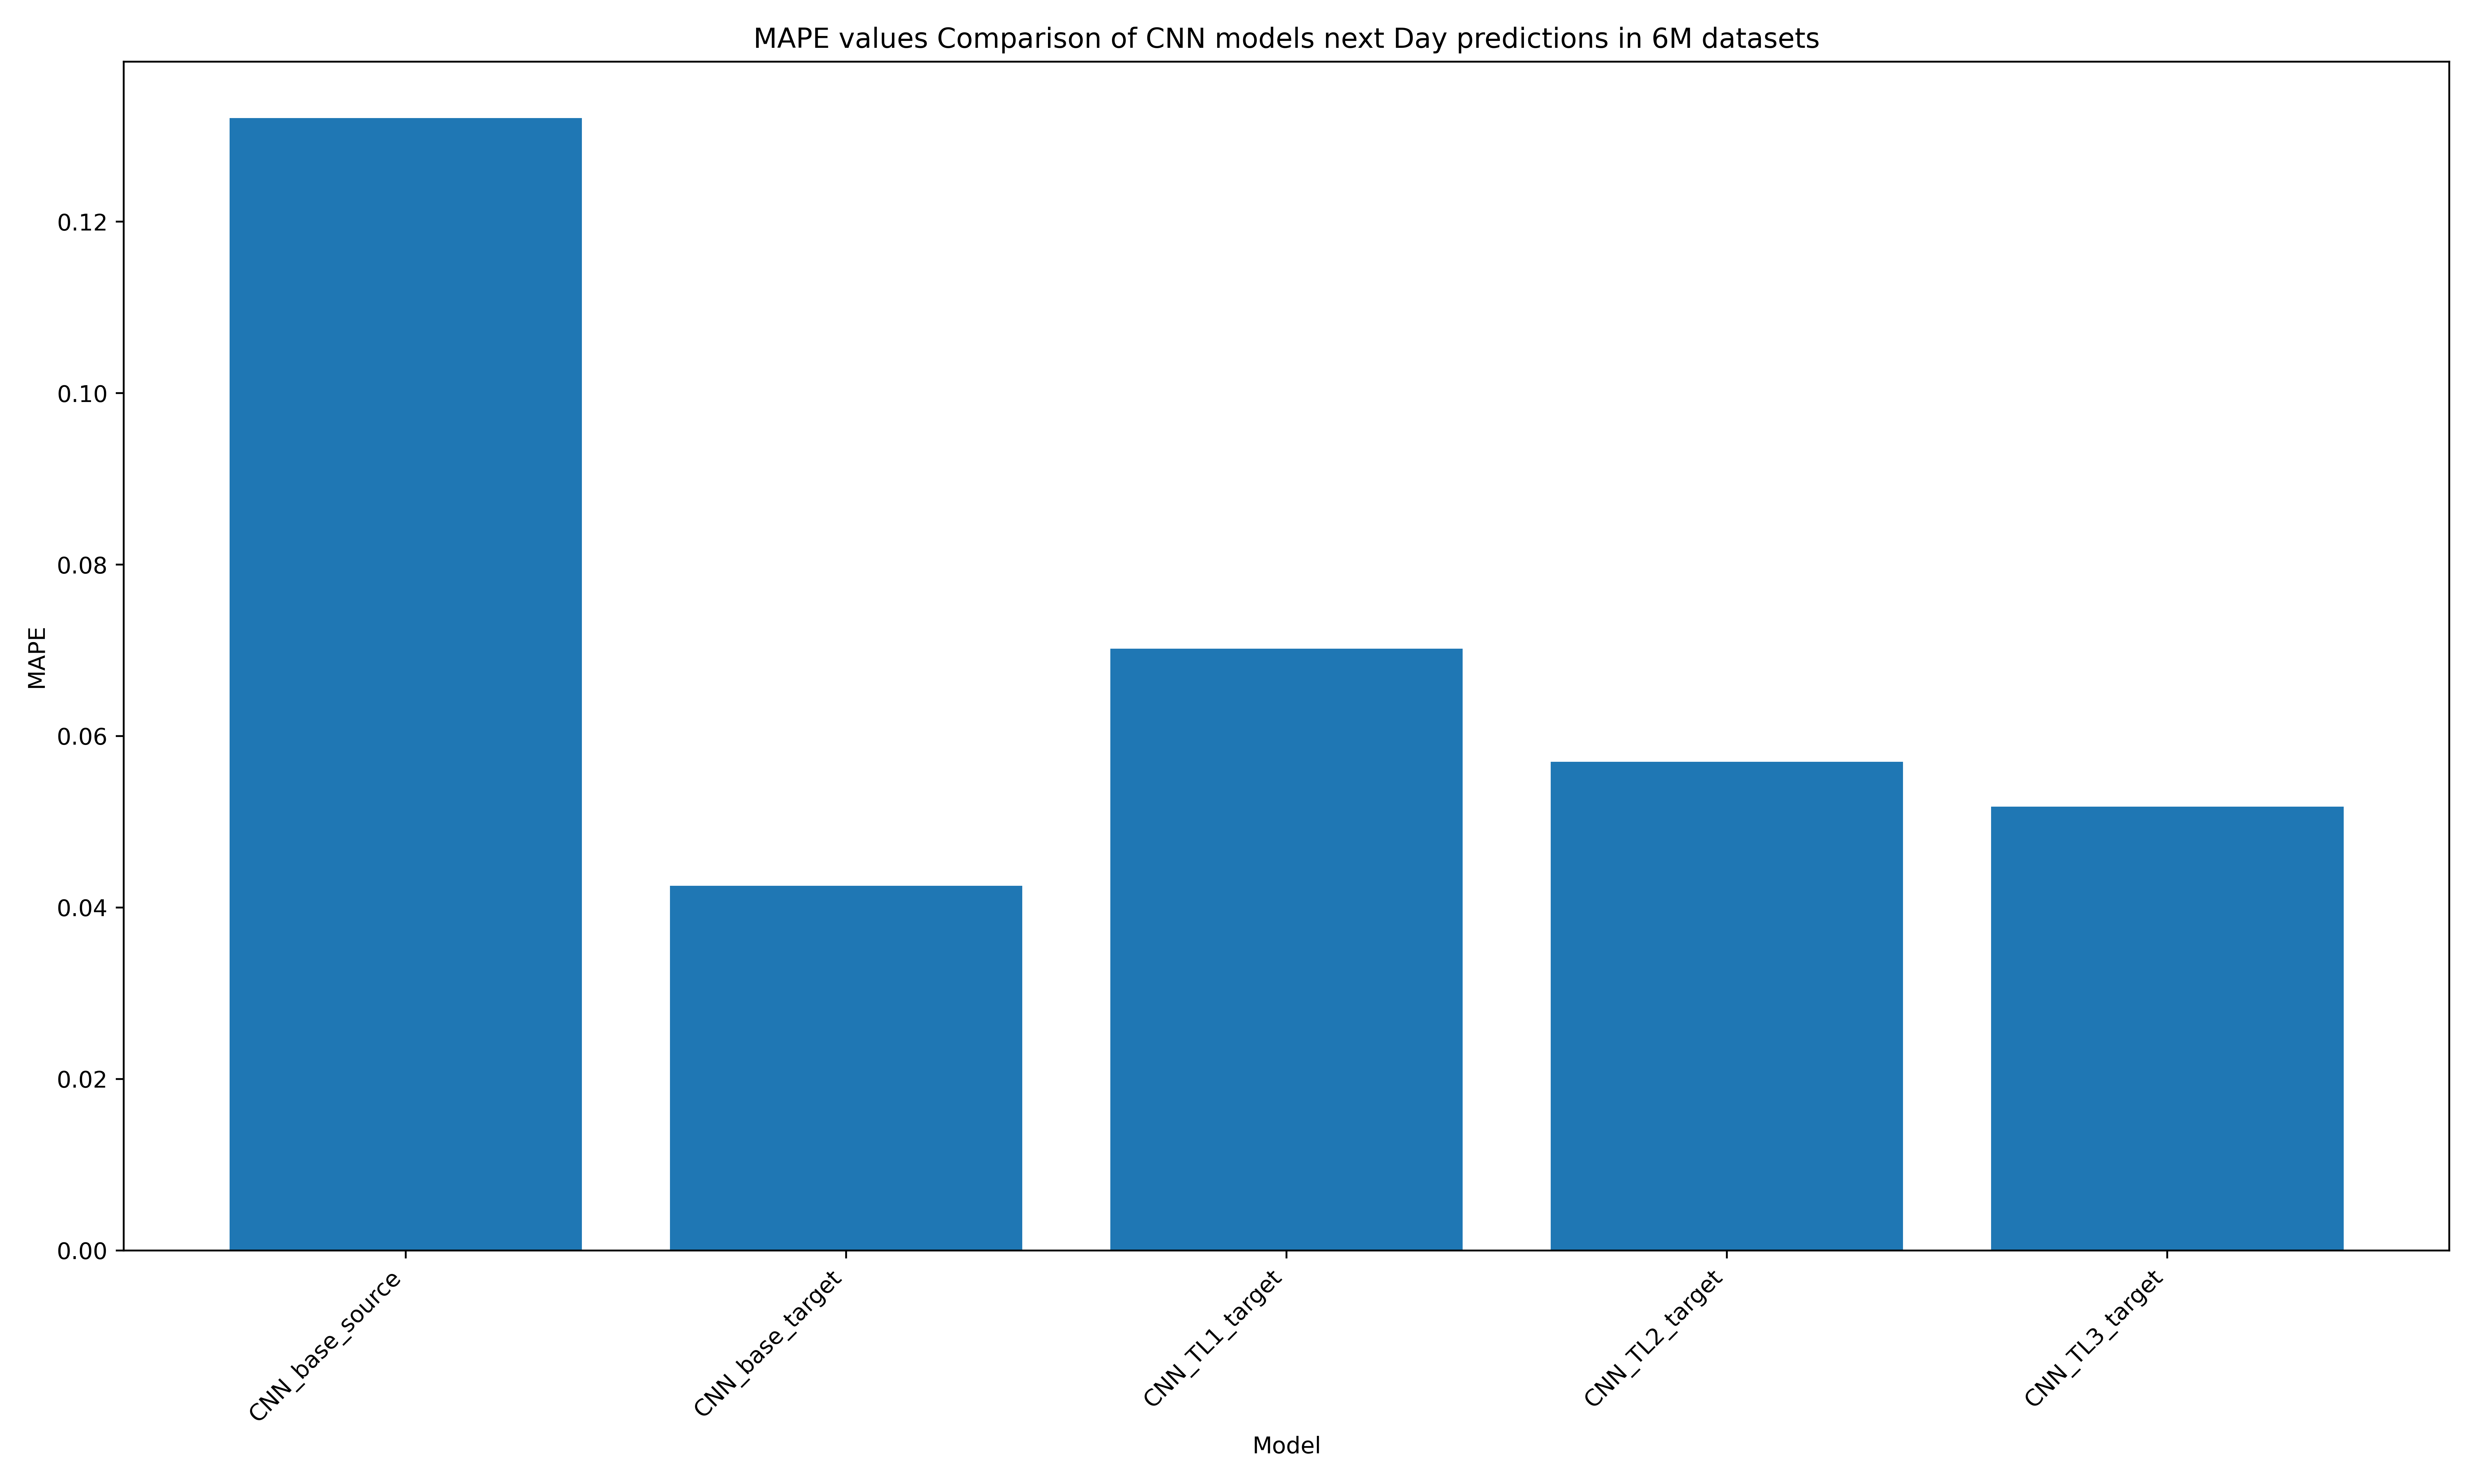 MAPE values Comparison of CNN models next Day predictions in 6M datasets
MAPE
0.12
0.10
0.08
0.06
0.04
0.02
0.00
CNN_base_source
CNN_base_target
CNN_TL1_target
CNN_TL2_target
CNN_TL3_target
Model